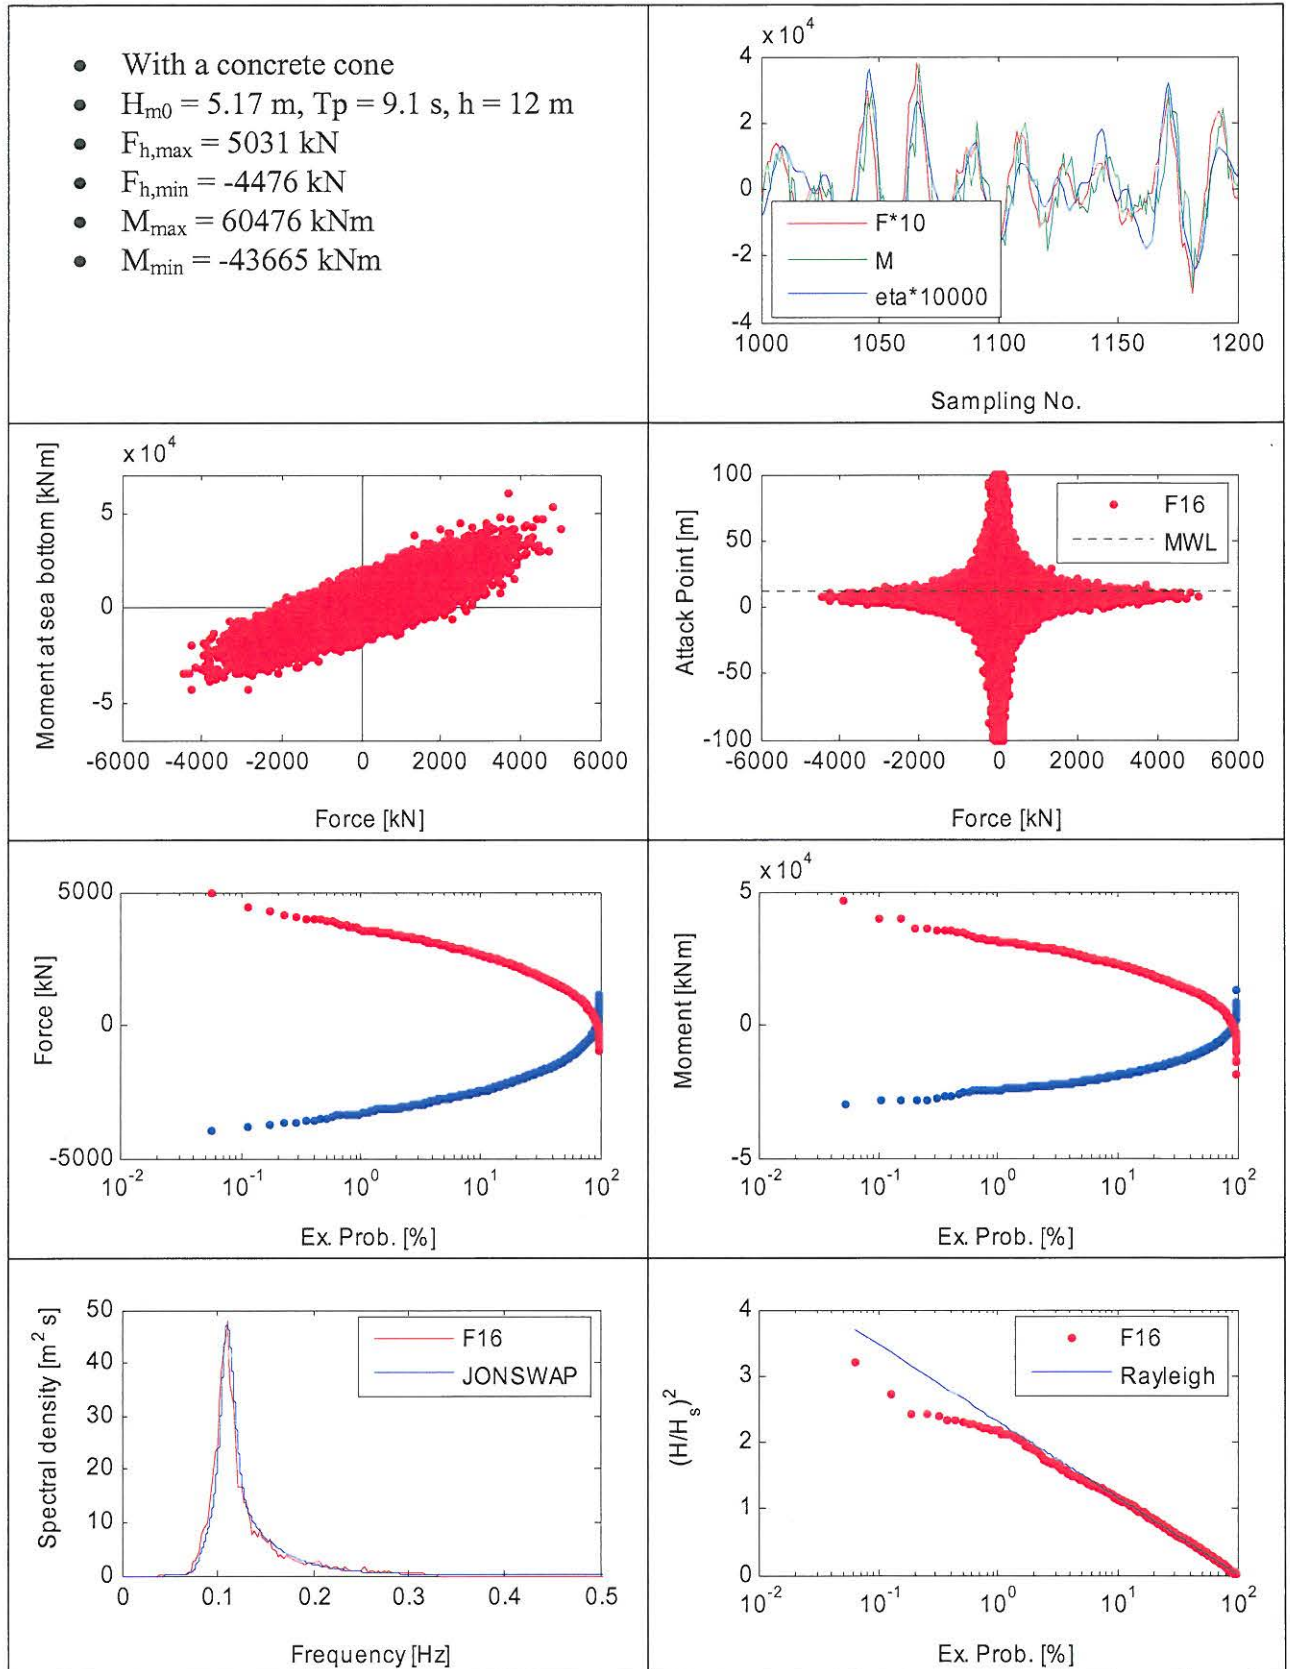 • With a concrete cone
• Hm0 = 5.17 m, Tp = 9.1 s, h = 12 m
• Fh,max = 5031 kN
• Fh,min = -4476 kN
• Mmax = 60476 kNm
• Mmin = -43665 kNm
x 10^4
4
2
0
-2
-4
F*10
M
eta*10000
1000 1050 1100 1150 1200
Sampling No.
x 10^4
Moment at sea bottom [kNm]
5
0
-5
-6000 -4000 -2000 0 2000 4000 6000
Force [kN]
Attack Point [m]
100
50
0
-50
-100
F16
MWL
-6000 -4000 -2000 0 2000 4000 6000
Force [kN]
Force [kN]
5000
0
-5000
10^-2 10^-1 10^0 10^1 10^2
Ex. Prob. [%]
x 10^4
Moment [kNm]
5
0
-5
10^-2 10^-1 10^0 10^1 10^2
Ex. Prob. [%]
Spectral density [m^2 s]
50
40
30
20
10
0
F16
JONSWAP
0 0.1 0.2 0.3 0.4 0.5
Frequency [Hz]
(H/H_s)^2
4
3
2
1
0
F16
Rayleigh
10^-2 10^-1 10^0 10^1 10^2
Ex. Prob. [%]